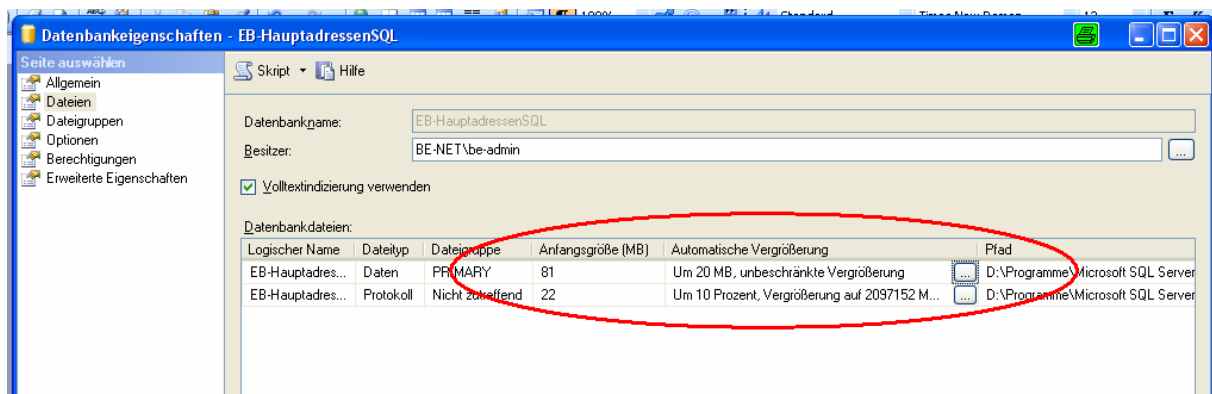 Datenbankeigenschaften - EB-HauptadressenSQL
Seite auswählen
Allgemein
Dateien
Dateigruppen
Optionen
Berechtigungen
Erweiterte Eigenschaften
Skript Hilfe
Datenbankname: EB-HauptadressenSQL
Besitzer: BE-NET\be-admin ...
Volltextindizierung verwenden
Datenbankdateien:
Logischer Name Dateityp Dateigruppe Anfangsgröße (MB) Automatische Vergrößerung Pfad
EB-Hauptadres... Daten PRIMARY 81 Um 20 MB, unbeschränkte Vergrößerung ... D:\Programme\Microsoft SQL Server
EB-Hauptadres... Protokoll Nicht zutreffend 22 Um 10 Prozent, Vergrößerung auf 2097152 M... ... D:\Programme\Microsoft SQL Server